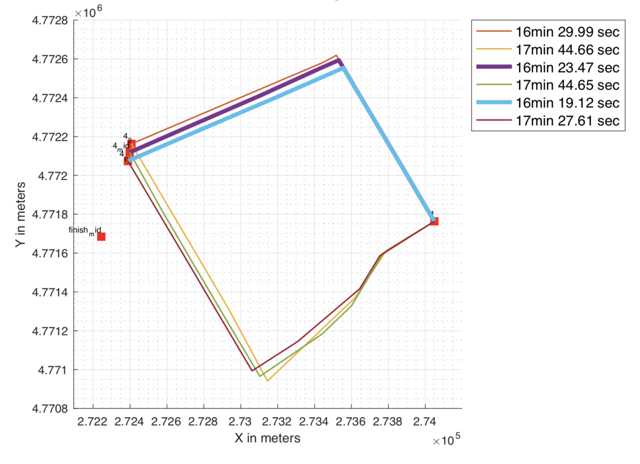 ×10⁶
4.7728
4.7726
4.7724
4.7722
4.772
4.7718
4.7716
4.7714
4.7712
4.771
4.7708
Y in meters
finish_mid
2.722 2.724 2.726 2.728 2.73 2.732 2.734 2.736 2.738 2.74
X in meters
×10⁵
16min 29.99 sec
17min 44.66 sec
16min 23.47 sec
17min 44.65 sec
16min 19.12 sec
17min 27.61 sec